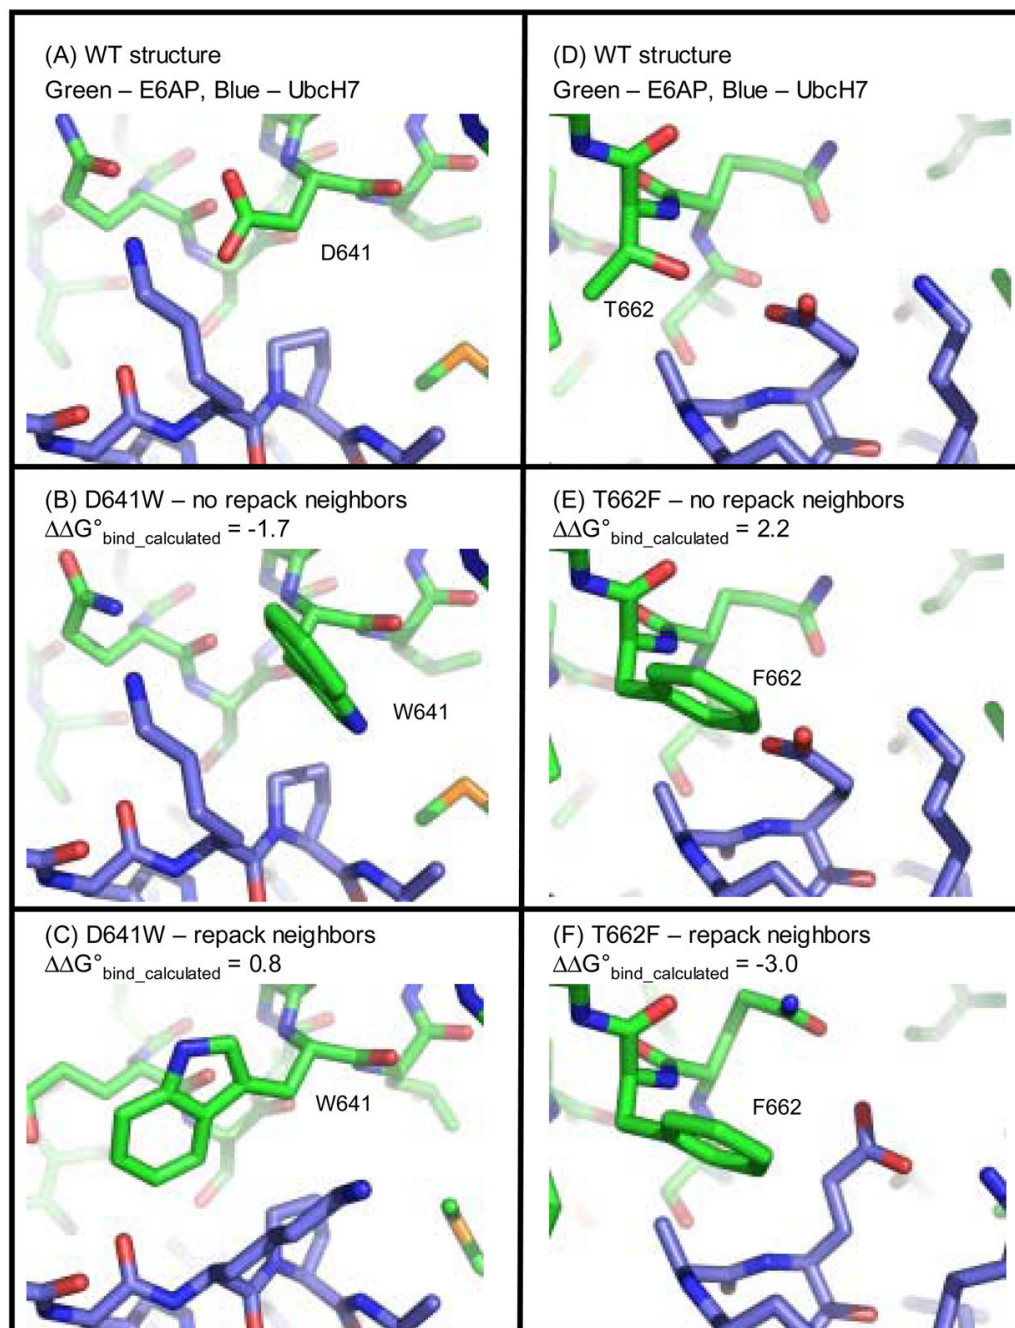 (A) WT structure
Green – E6AP, Blue – UbcH7
D641
(B) D641W – no repack neighbors
ΔΔG°bind_calculated = -1.7
W641
(C) D641W – repack neighbors
ΔΔG°bind_calculated = 0.8
W641
(D) WT structure
Green – E6AP, Blue – UbcH7
T662
(E) T662F – no repack neighbors
ΔΔG°bind_calculated = 2.2
F662
(F) T662F – repack neighbors
ΔΔG°bind_calculated = -3.0
F662